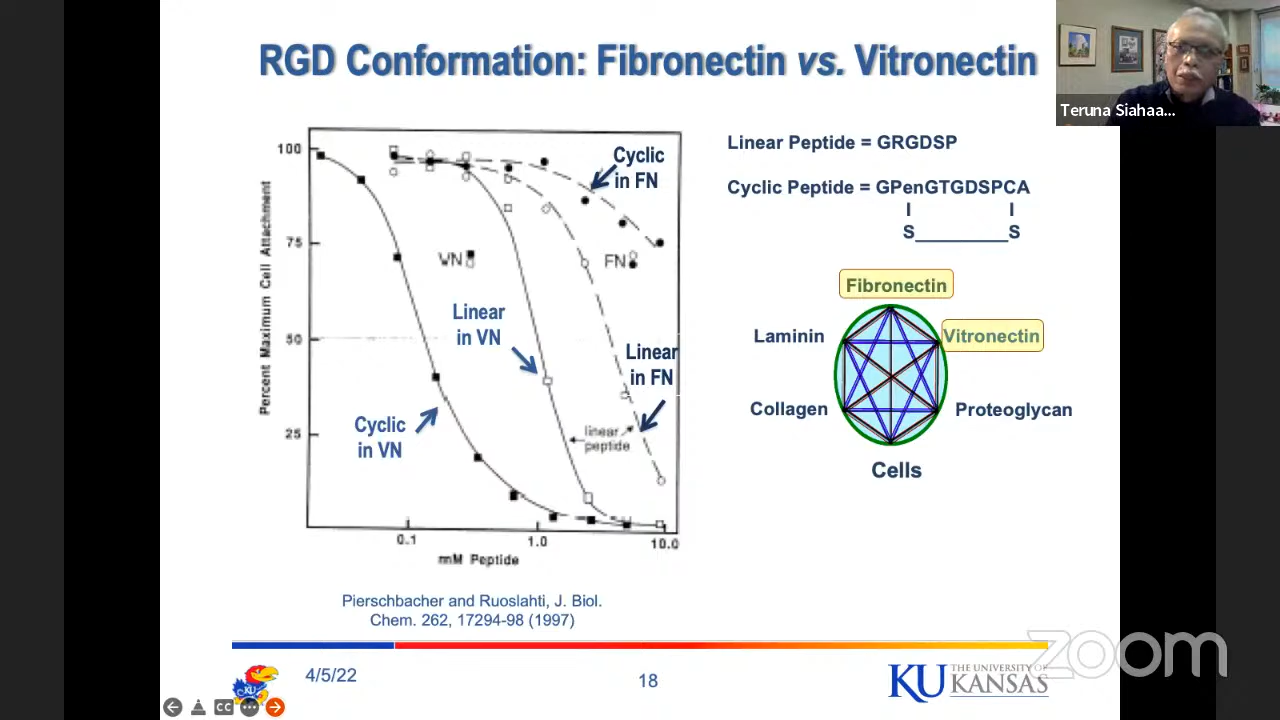 RGD Conformation: Fibronectin vs. Vitronectin
Teruna Siahaa...
Percent Maximum Cell Attachment
100
75
50
25
0.1
1.0
10.0
mM Peptide
Cyclic
in FN
VN
FN
Linear
in VN
Linear
in FN
Cyclic
in VN
linear
peptide
Pierschbacher and Ruoslahti, J. Biol.
Chem. 262, 17294-98 (1997)
Linear Peptide = GRGDSP
Cyclic Peptide = GPenGTGDSPCA
I I
S_________S
Fibronectin
Laminin
Vitronectin
Collagen
Proteoglycan
Cells
4/5/22
18
KU THE UNIVERSITY OF
KANSAS
zoom
KU
CC